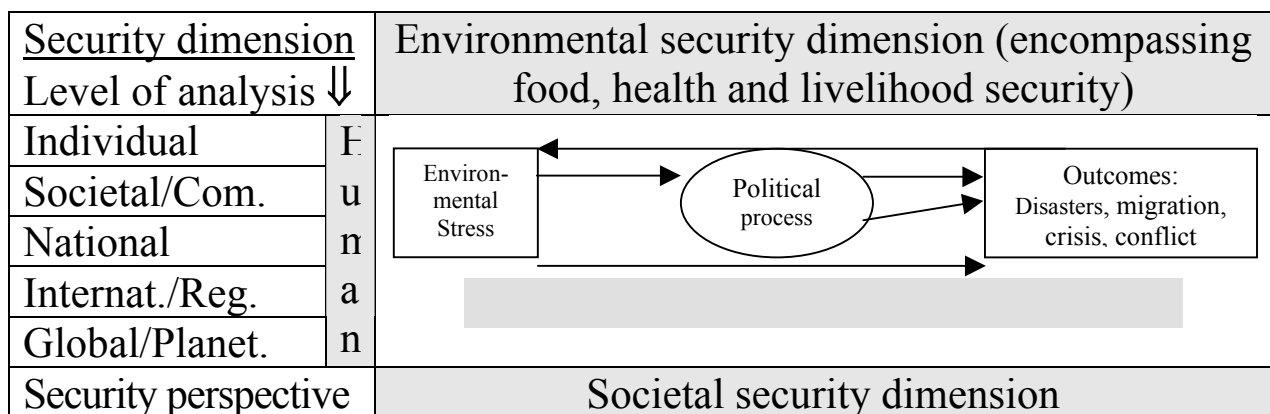 Security dimension
Level of analysis ⇓
Environmental security dimension (encompassing
food, health and livelihood security)
Individual
Societal/Com.
National
Internat./Reg.
Global/Planet.
H
u
m
a
n
Environ-
mental
Stress
Political
process
Outcomes:
Disasters, migration,
crisis, conflict
Security perspective
Societal security dimension